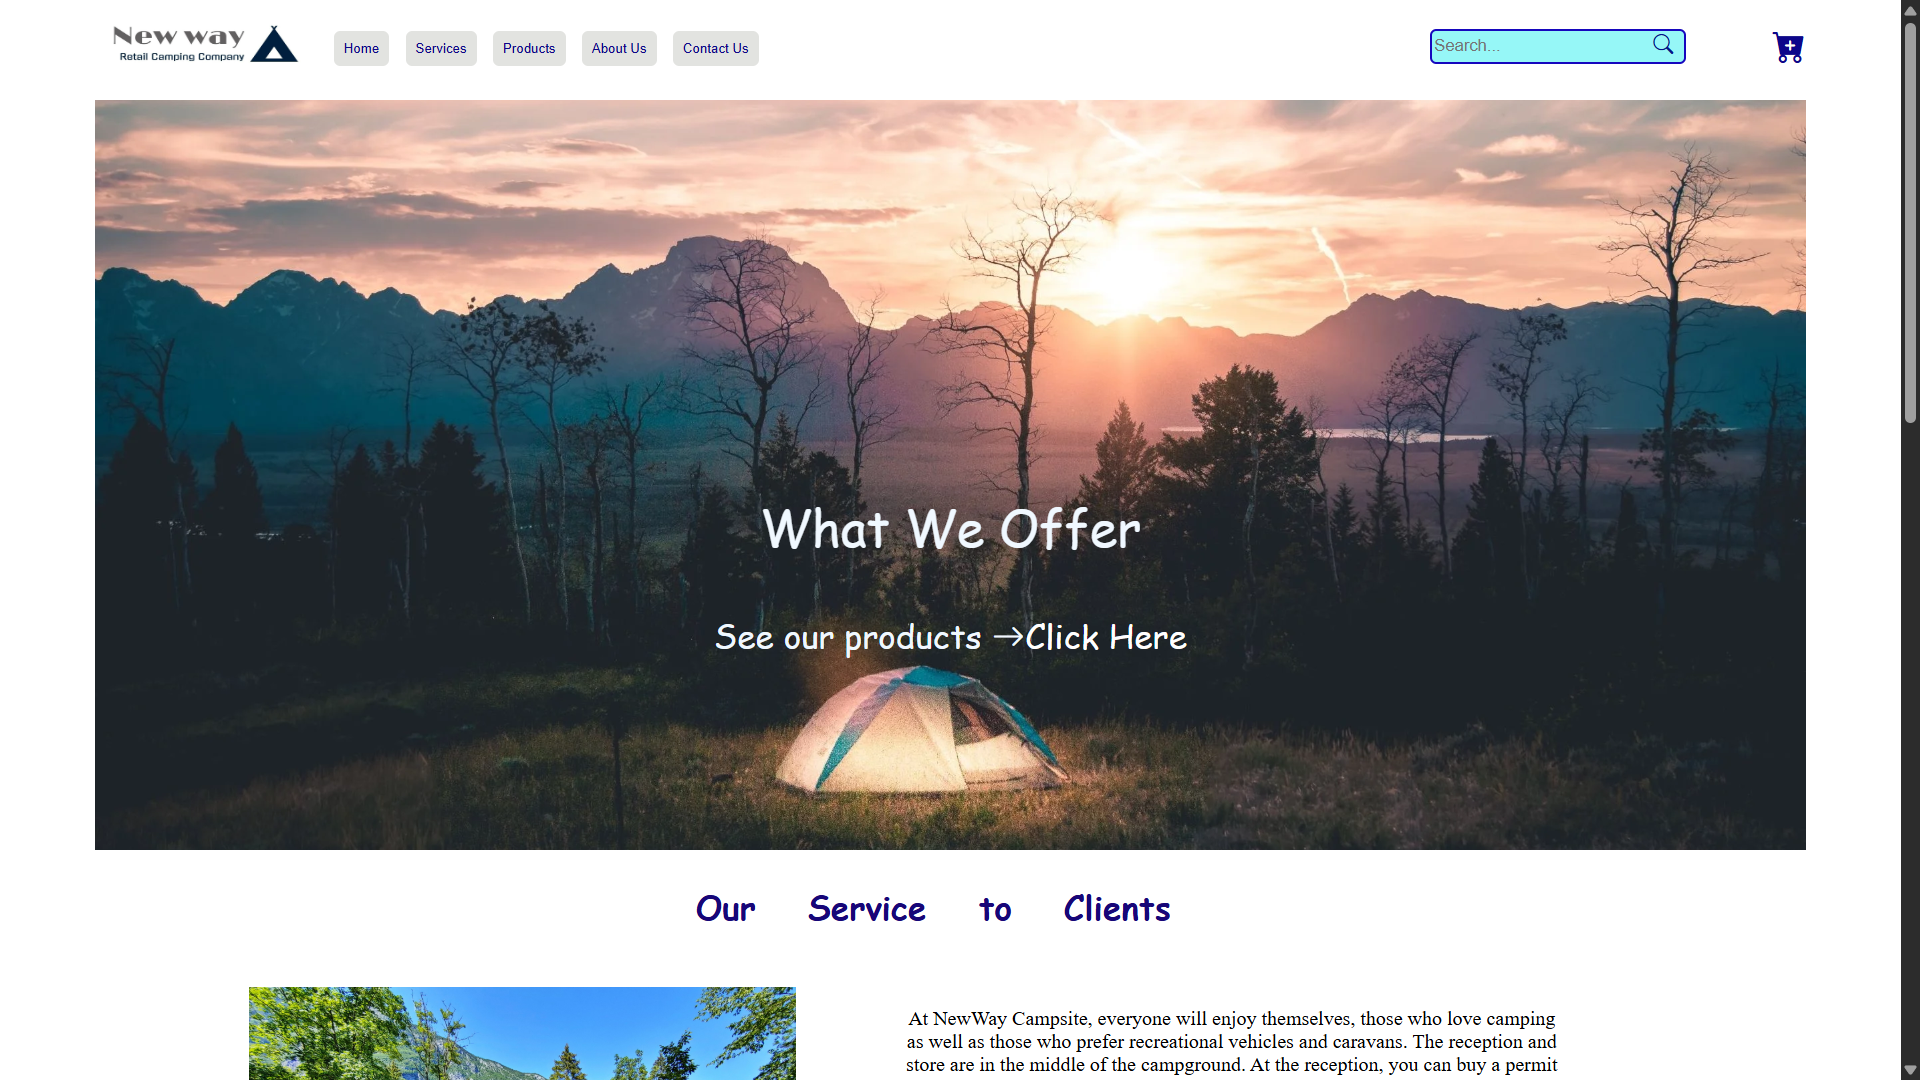 New way
Retail Camping Company
Home
Services
Products
About Us
Contact Us
Search...
What We Offer
See our products →Click Here
Our Service to Clients
At NewWay Campsite, everyone will enjoy themselves, those who love camping
as well as those who prefer recreational vehicles and caravans. The reception and
store are in the middle of the campground. At the reception, you can buy a permit